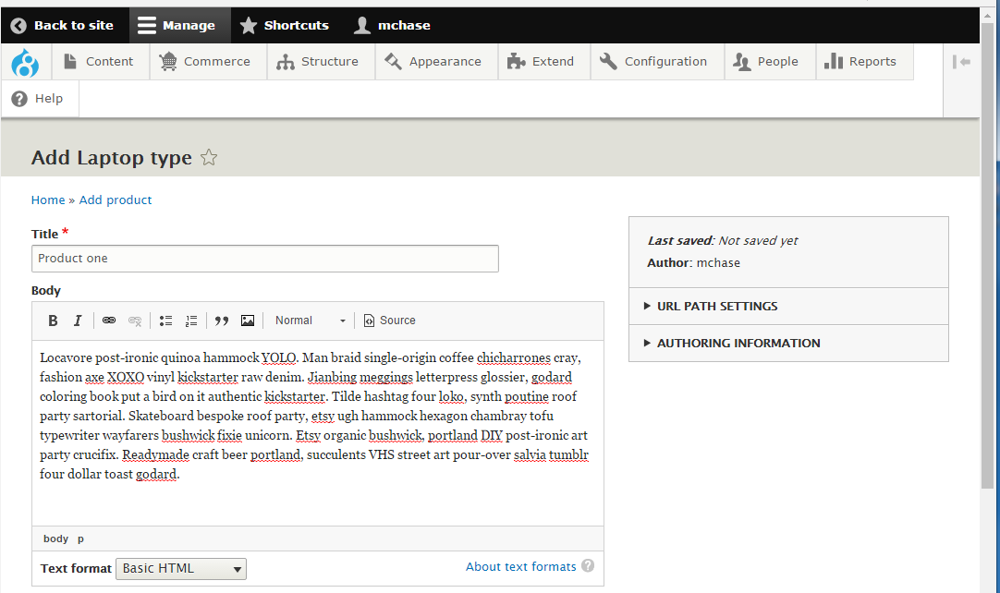 Back to site Manage Shortcuts mchase
Content Commerce Structure Appearance Extend Configuration People Reports
Help
Add Laptop type
Home » Add product
Title *
Product one
Body
B I Normal Source
Locavore post-ironic quinoa hammock YOLO. Man braid single-origin coffee chicharrones cray,
fashion axe XOXO vinyl kickstarter raw denim. Jianbing meggings letterpress glossier, godard
coloring book put a bird on it authentic kickstarter. Tilde hashtag four loko, synth poutine roof
party sartorial. Skateboard bespoke roof party, etsy ugh hammock hexagon chambray tofu
typewriter wayfarers bushwick fixie unicorn. Etsy organic bushwick, portland DIY post-ironic art
party crucifix. Readymade craft beer portland, succulents VHS street art pour-over salvia tumblr
four dollar toast godard.
body p
Text format Basic HTML About text formats ?
Last saved: Not saved yet
Author: mchase
URL PATH SETTINGS
AUTHORING INFORMATION